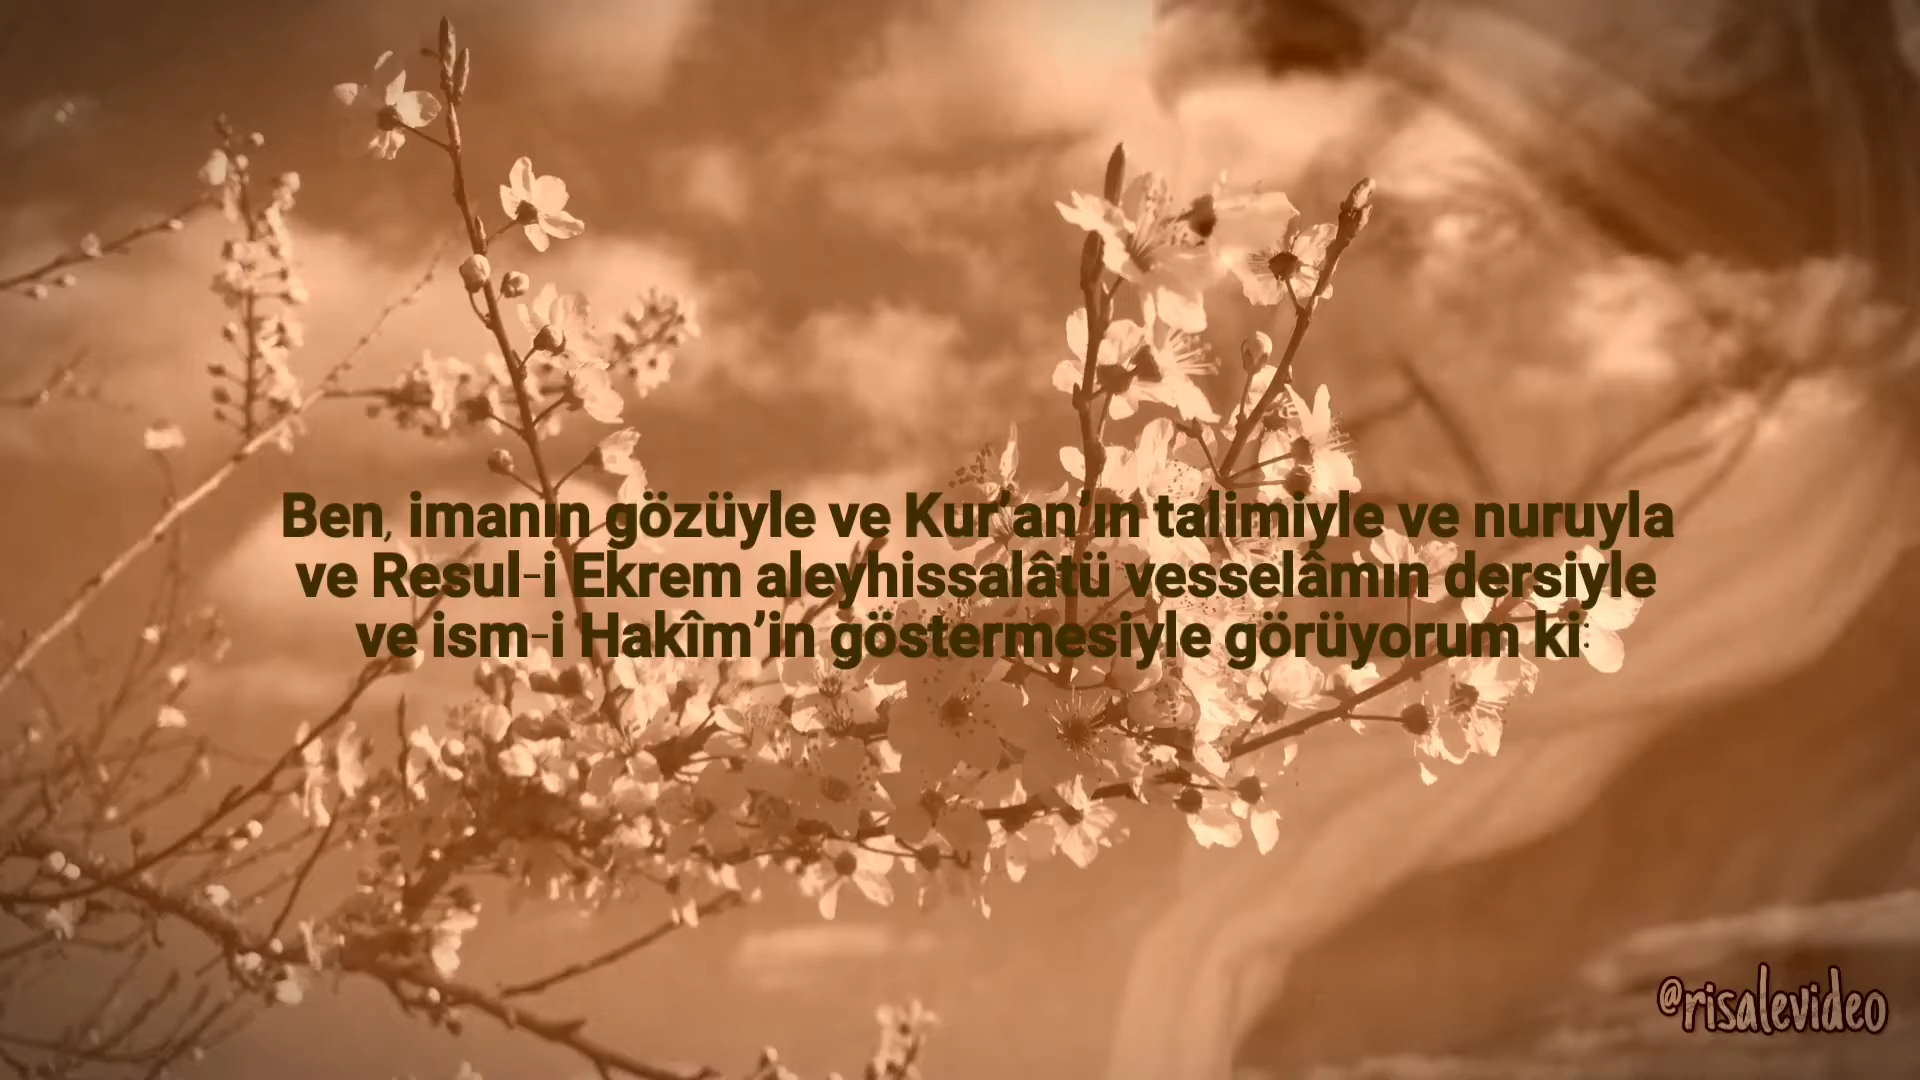 Ben, imanın gözüyle ve Kur’an’ın talimiyle ve nuruyla
ve Resul-i Ekrem aleyhissalâtü vesselâmın dersiyle
ve ism-i Hakîm’in göstermesiyle görüyorum ki:
@risalevideo